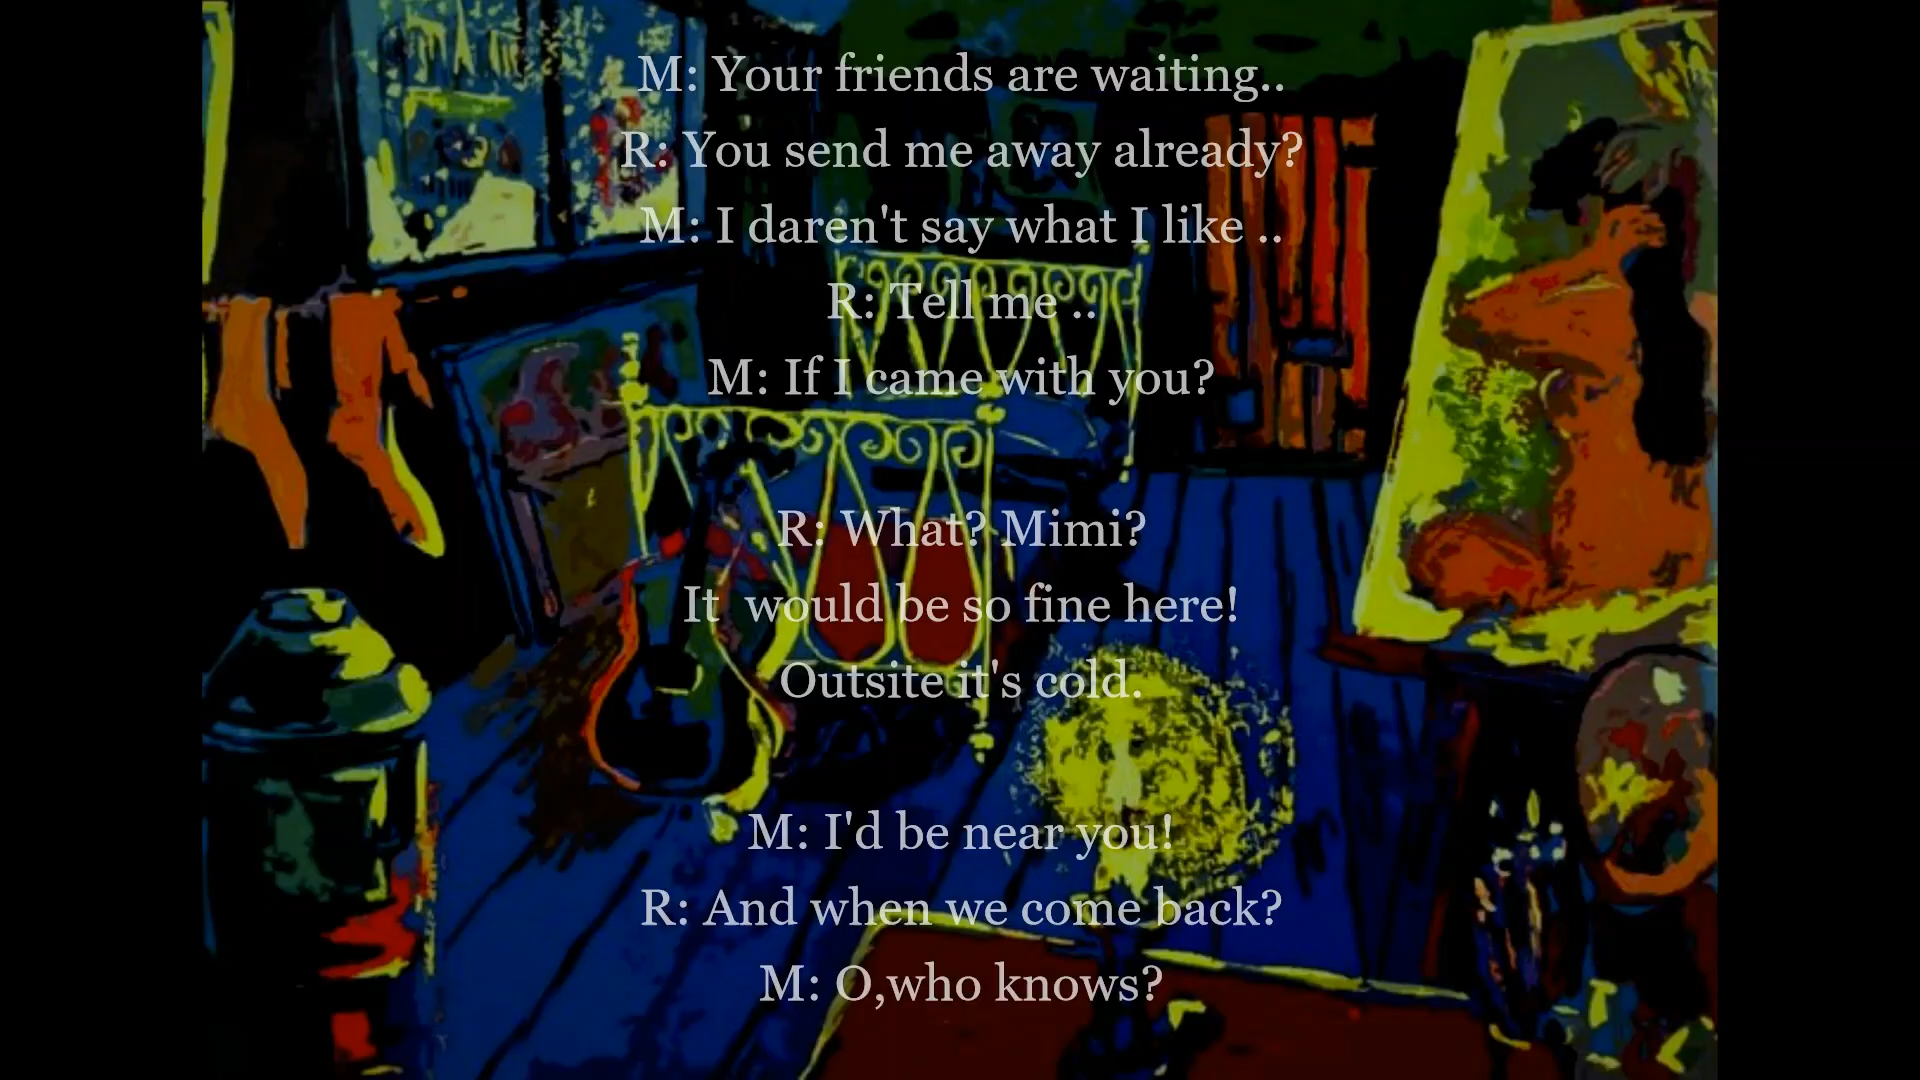 M: Your friends are waiting..
R: You send me away already?
M: I daren't say what I like ..
R: Tell me ..
M: If I came with you?
R: What? Mimi?
It  would be so fine here!
Outsite it's cold.
M: I'd be near you!
R: And when we come back?
M: O,who knows?